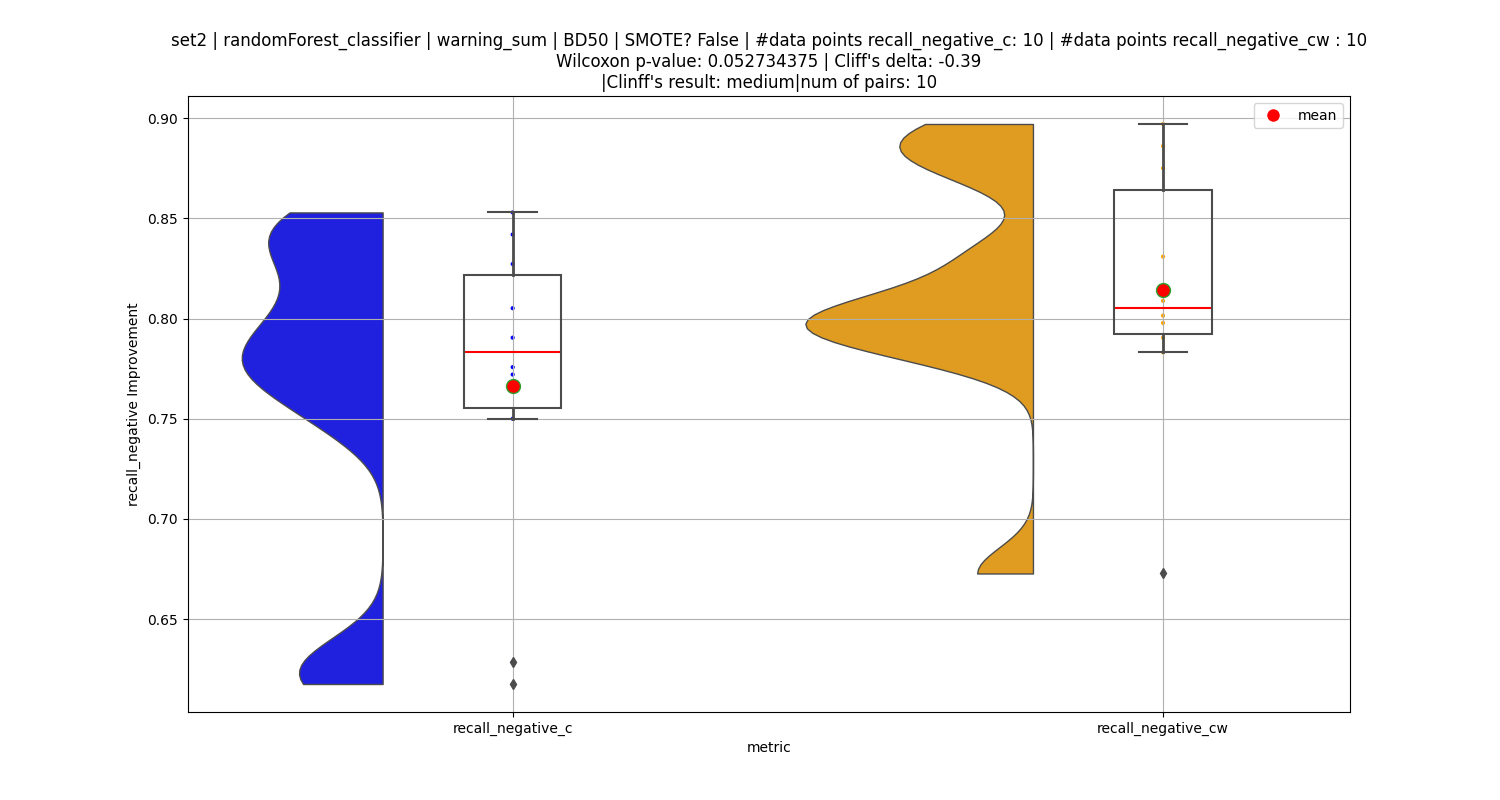 set2 | randomForest_classifier | warning_sum | BD50 | SMOTE? False | #data points recall_negative_c: 10 | #data points recall_negative_cw : 10
Wilcoxon p-value: 0.052734375 | Cliff's delta: -0.39
|Clinff's result: medium|num of pairs: 10
mean
0.90
0.85
0.80
0.75
0.70
0.65
recall_negative Improvement
recall_negative_c
recall_negative_cw
metric